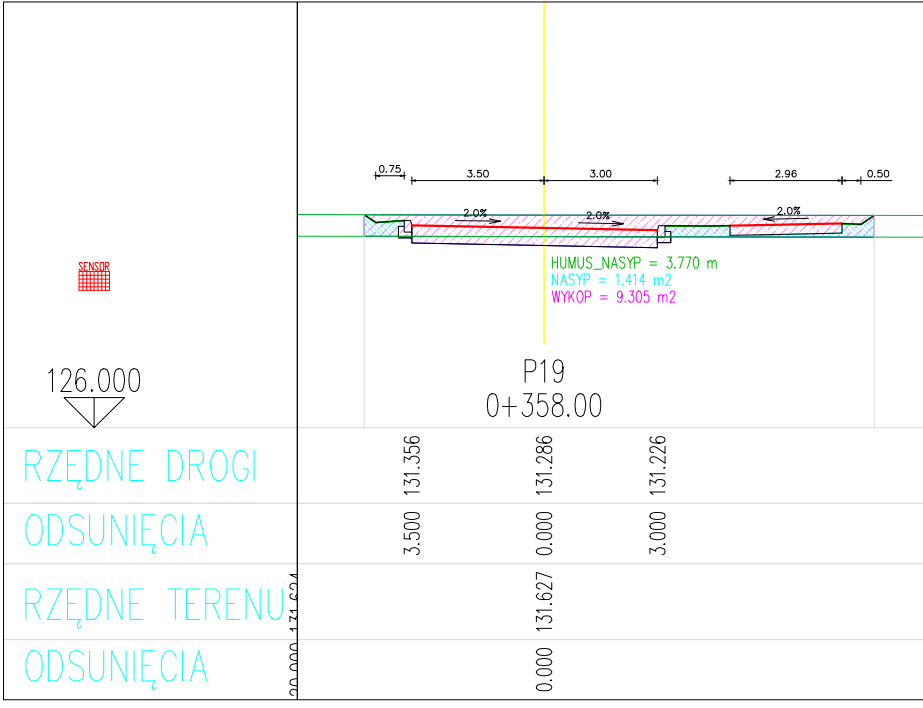 0.75 3.50 3.00 2.96 0.50
2.0% 2.0% 2.0%
SENSOR
HUMUS_NASYP = 3.770 m
NASYP = 1.414 m2
WYKOP = 9.305 m2
126.000
P19
0+358.00
RZĘDNE DROGI 131.356 131.286 131.226
ODSUNIĘCIA 3.500 0.000 3.000
RZĘDNE TERENU 131.627
ODSUNIĘCIA 0.000